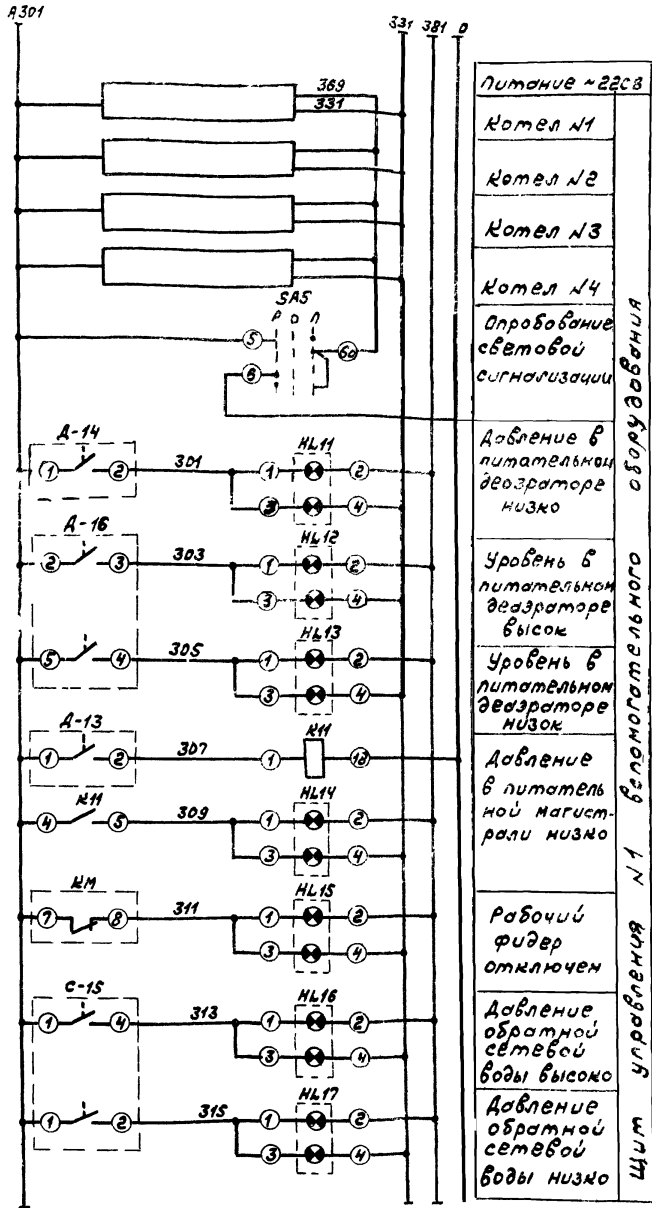 А301
331 381 0
369
331
SA5
Р О Л
5
6а
6
Д-14
1 2 301 1 HL11 2
3 4
Д-16
2 3 303 1 HL12 2
3 4
5 4 305 1 HL13 2
3 4
Д-13
1 2 307 1 К11 10
4 К11 5 309 1 HL14 2
3 4
КМ
7 8 311 1 HL15 2
3 4
С-15
1 4 313 1 HL16 2
3 4
1 2 315 1 HL17 2
3 4
Питание ~220В
Котел N1
Котел N2
Котел N3
Котел N4
Опробование
световой
сигнализации
Давление в
питательном
деаэраторе
низко
Уровень в
питательном
деаэраторе
высок
Уровень в
питательном
деаэраторе
низок
Давление
в питатель
ной магист-
рали низко
Рабочий
фидер
отключен
Давление
обратной
сетевой
воды высоко
Давление
обратной
сетевой
воды низко
Щит управления N1 вспомогательного оборудования